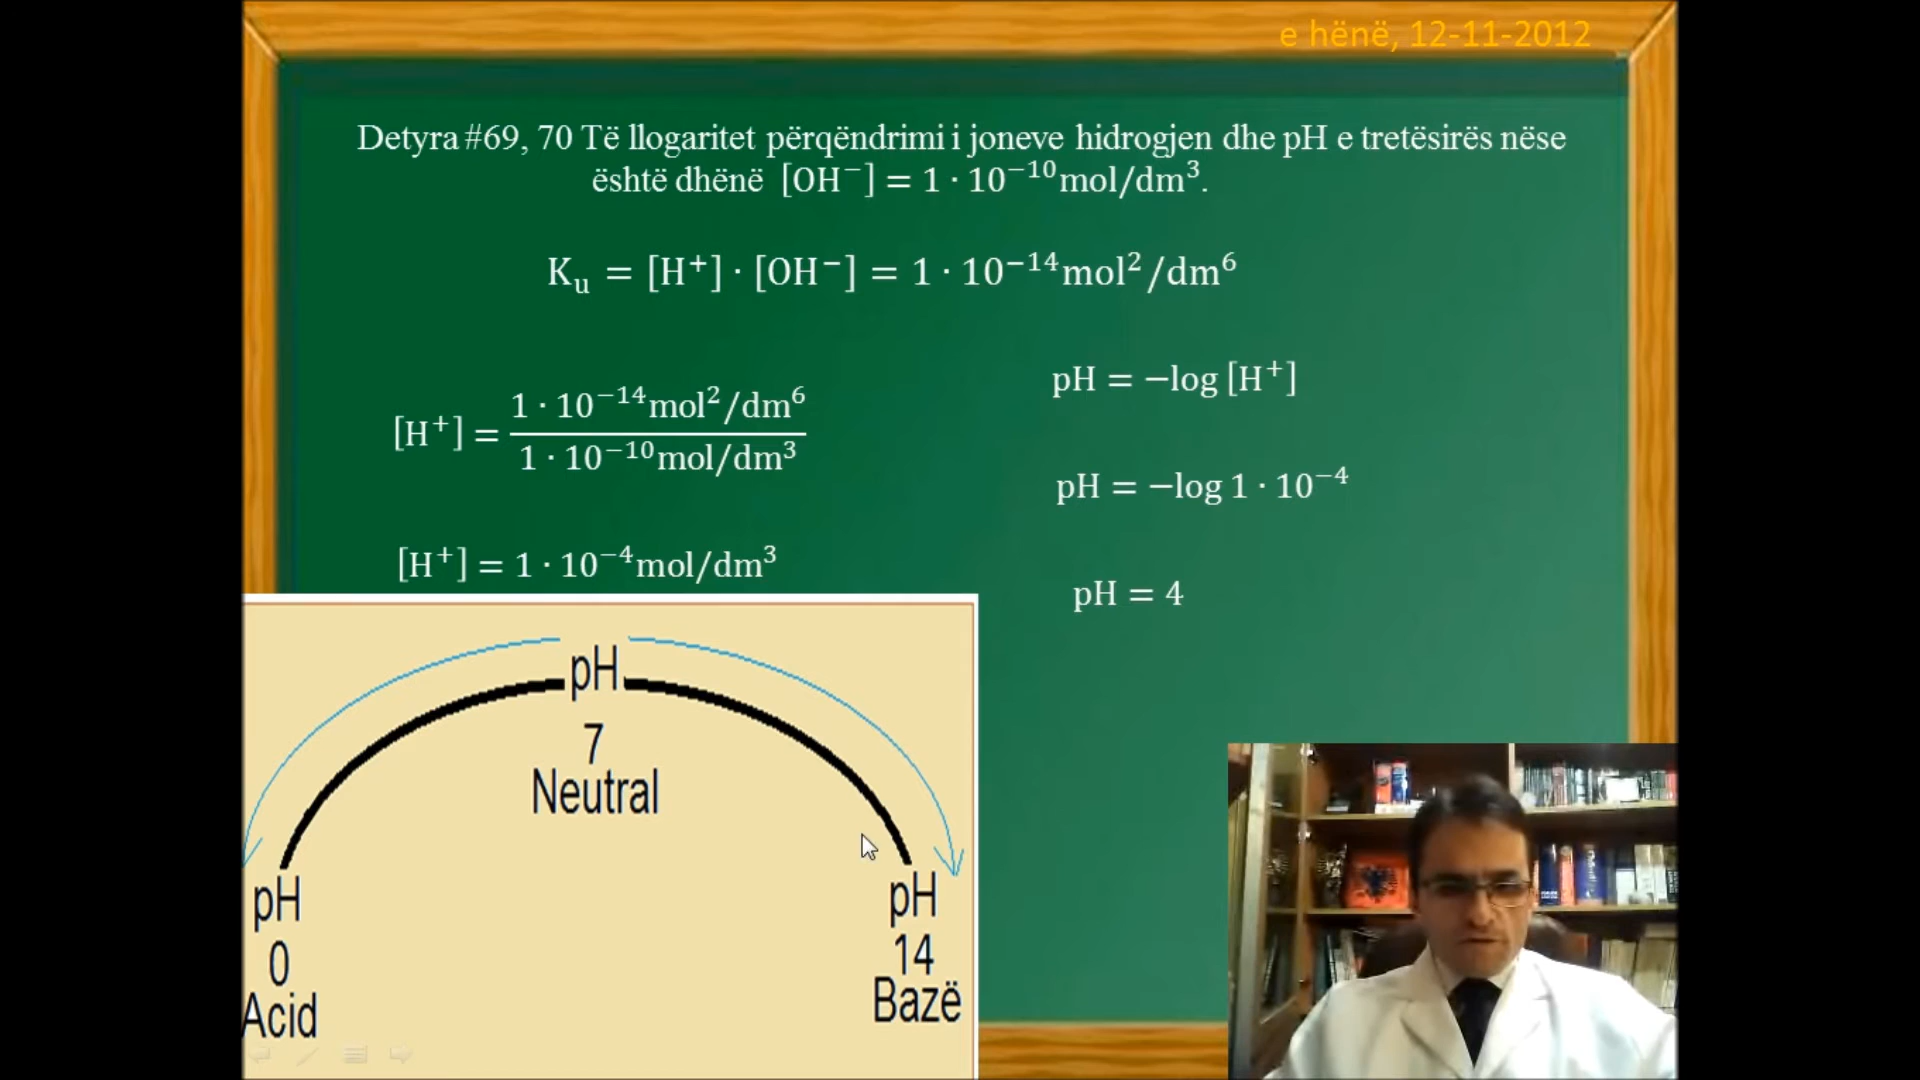 e hënë, 12-11-2012
Detyra #69, 70 Të llogaritet përqëndrimi i joneve hidrogjen dhe pH e tretësirës nëse
është dhënë [OH⁻] = 1 · 10⁻¹⁰mol/dm³.
Kᵤ = [H⁺] · [OH⁻] = 1 · 10⁻¹⁴mol²/dm⁶
[H⁺] = (1 · 10⁻¹⁴mol²/dm⁶)/(1 · 10⁻¹⁰mol/dm³)
[H⁺] = 1 · 10⁻⁴mol/dm³
pH = −log [H⁺]
pH = −log 1 · 10⁻⁴
pH = 4
pH
7
Neutral
pH
0
Acid
pH
14
Bazë